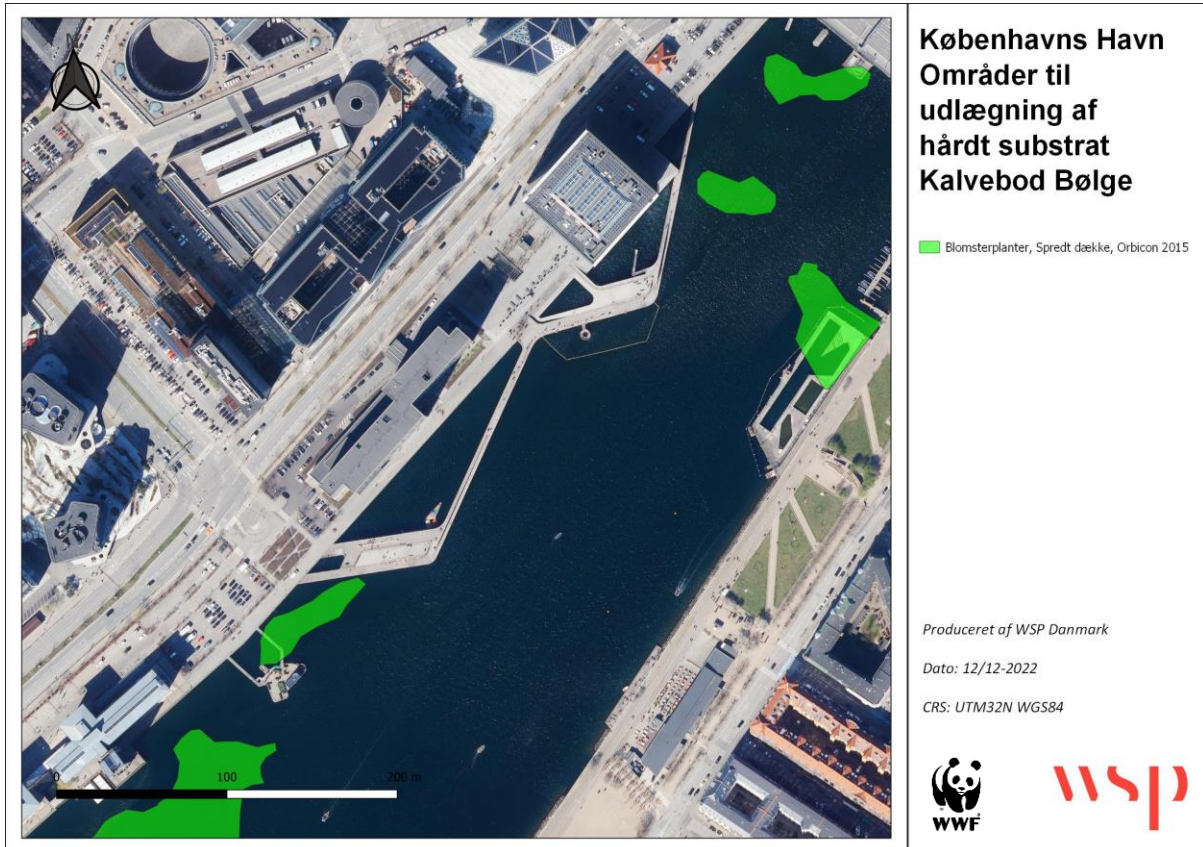 Københavns Havn
Områder til
udlægning af
hårdt substrat
Kalvebod Bølge
Blomsterplanter, Spredt dække, Orbicon 2015
Produceret af WSP Danmark
Dato: 12/12-2022
CRS: UTM32N WGS84
0 100 200 m
WWF
wsp